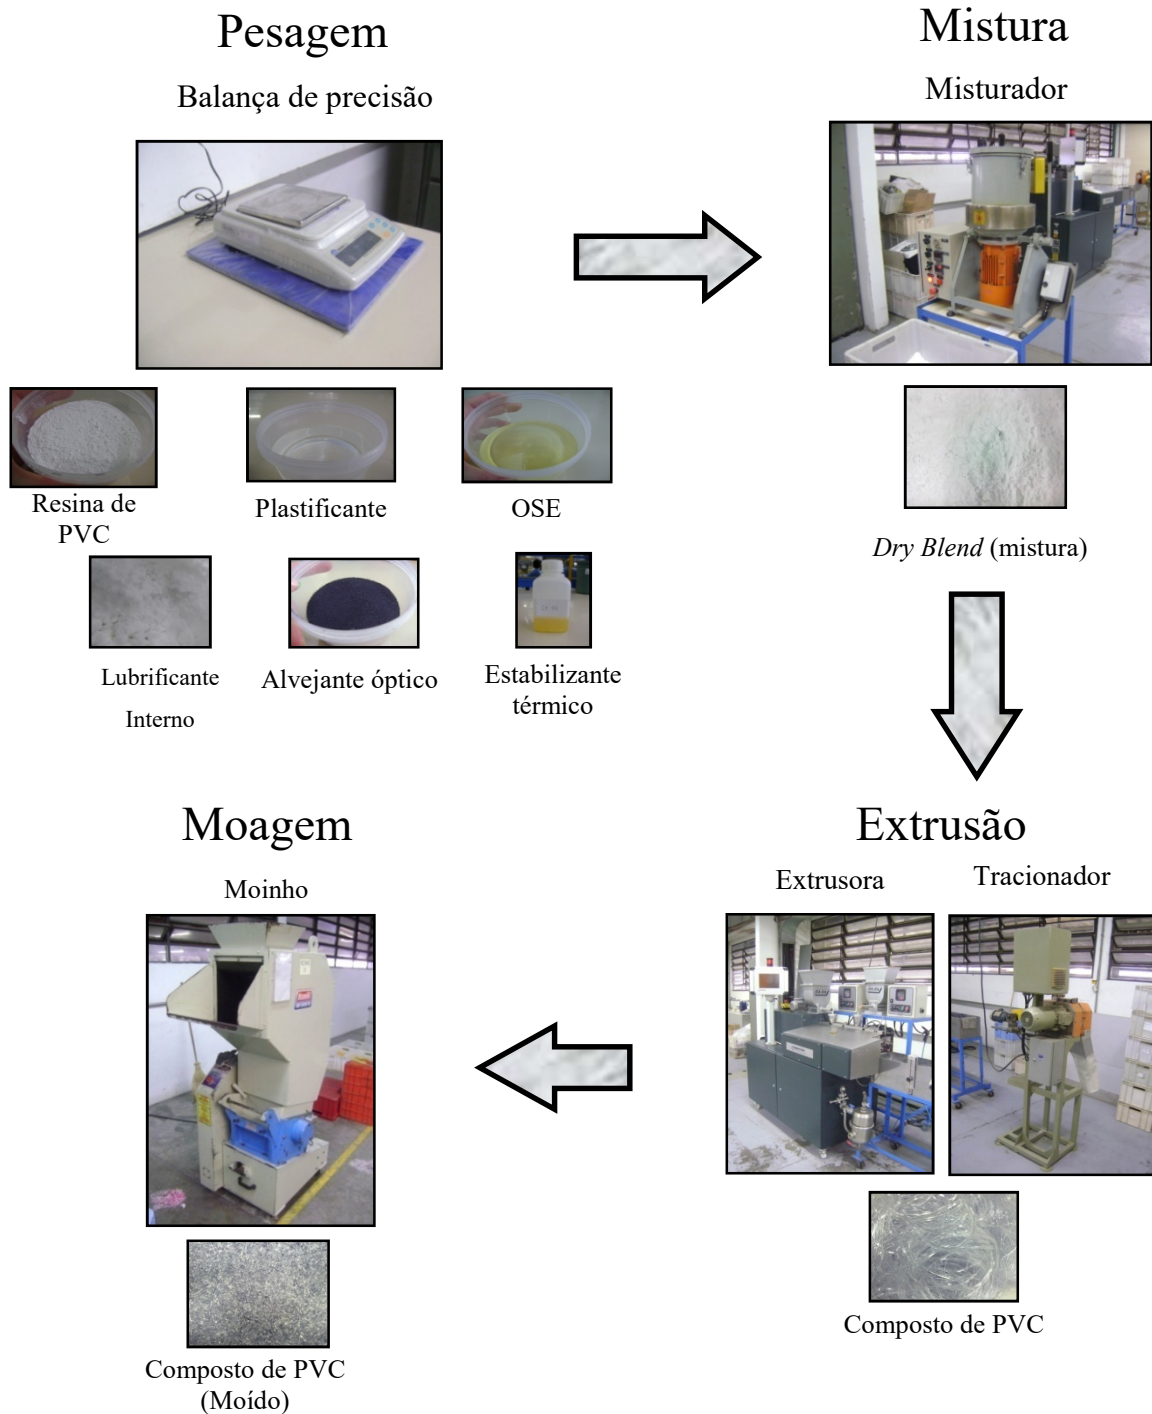 Pesagem
Balança de precisão
Resina de
PVC
Plastificante
OSE
Lubrificante
Interno
Alvejante óptico
Estabilizante
térmico
Mistura
Misturador
Dry Blend (mistura)
Extrusão
Extrusora
Tracionador
Composto de PVC
Moagem
Moinho
Composto de PVC
(Moído)